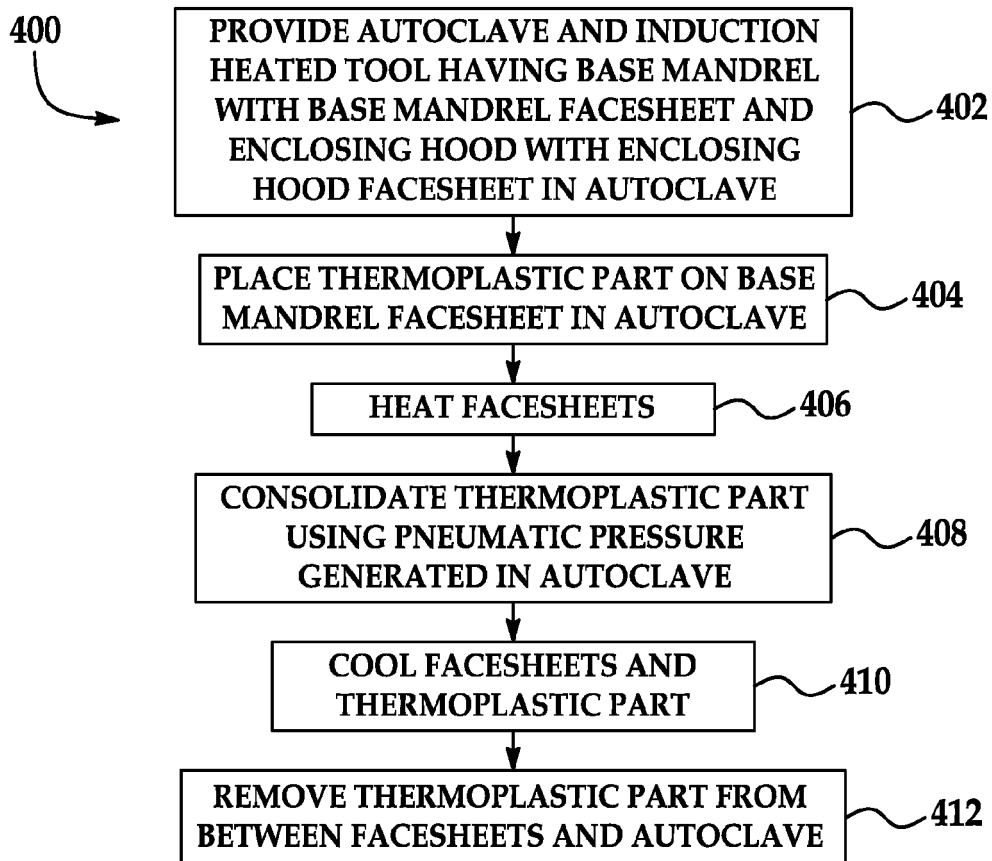 400
PROVIDE AUTOCLAVE AND INDUCTION
HEATED TOOL HAVING BASE MANDREL
WITH BASE MANDREL FACESHEET AND
ENCLOSING HOOD WITH ENCLOSING
HOOD FACESHEET IN AUTOCLAVE
402
PLACE THERMOPLASTIC PART ON BASE
MANDREL FACESHEET IN AUTOCLAVE
404
HEAT FACESHEETS
406
CONSOLIDATE THERMOPLASTIC PART
USING PNEUMATIC PRESSURE
GENERATED IN AUTOCLAVE
408
COOL FACESHEETS AND
THERMOPLASTIC PART
410
REMOVE THERMOPLASTIC PART FROM
BETWEEN FACESHEETS AND AUTOCLAVE
412